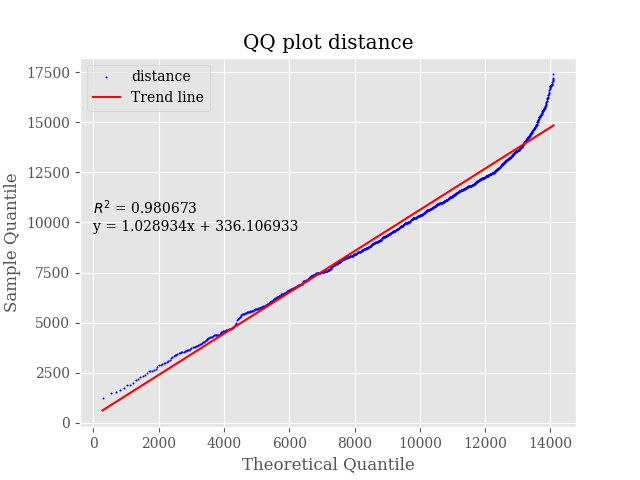 QQ plot distance
distance
Trend line
R² = 0.980673
y = 1.028934x + 336.106933
17500
15000
12500
10000
7500
5000
2500
0
Sample Quantile
0 2000 4000 6000 8000 10000 12000 14000
Theoretical Quantile